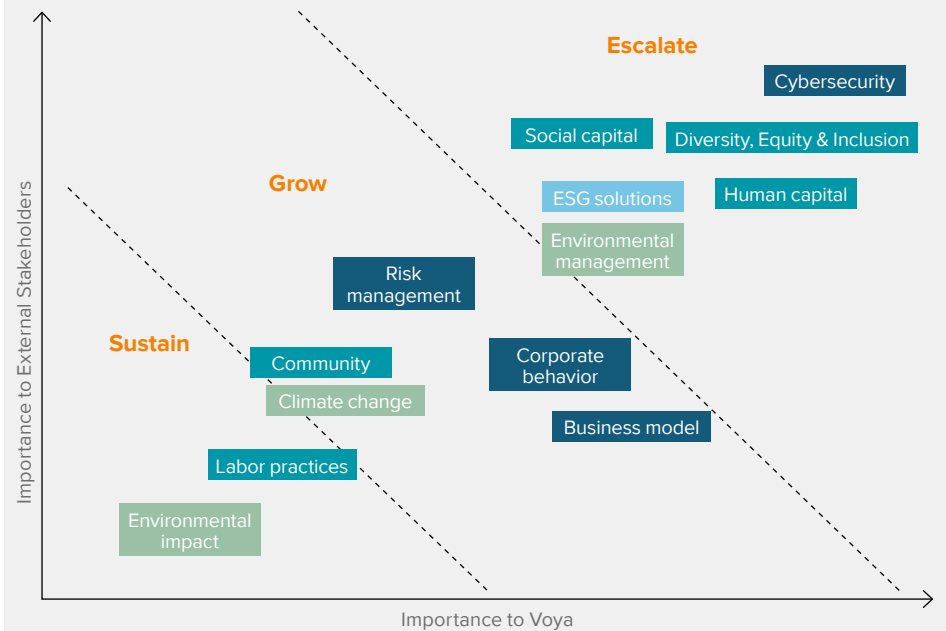 Escalate
Cybersecurity
Social capital
Diversity, Equity & Inclusion
Grow
ESG solutions
Human capital
Environmental
management
Risk
management
Sustain
Community
Corporate
behavior
Climate change
Business model
Labor practices
Environmental
impact
Importance to External Stakeholders
Importance to Voya